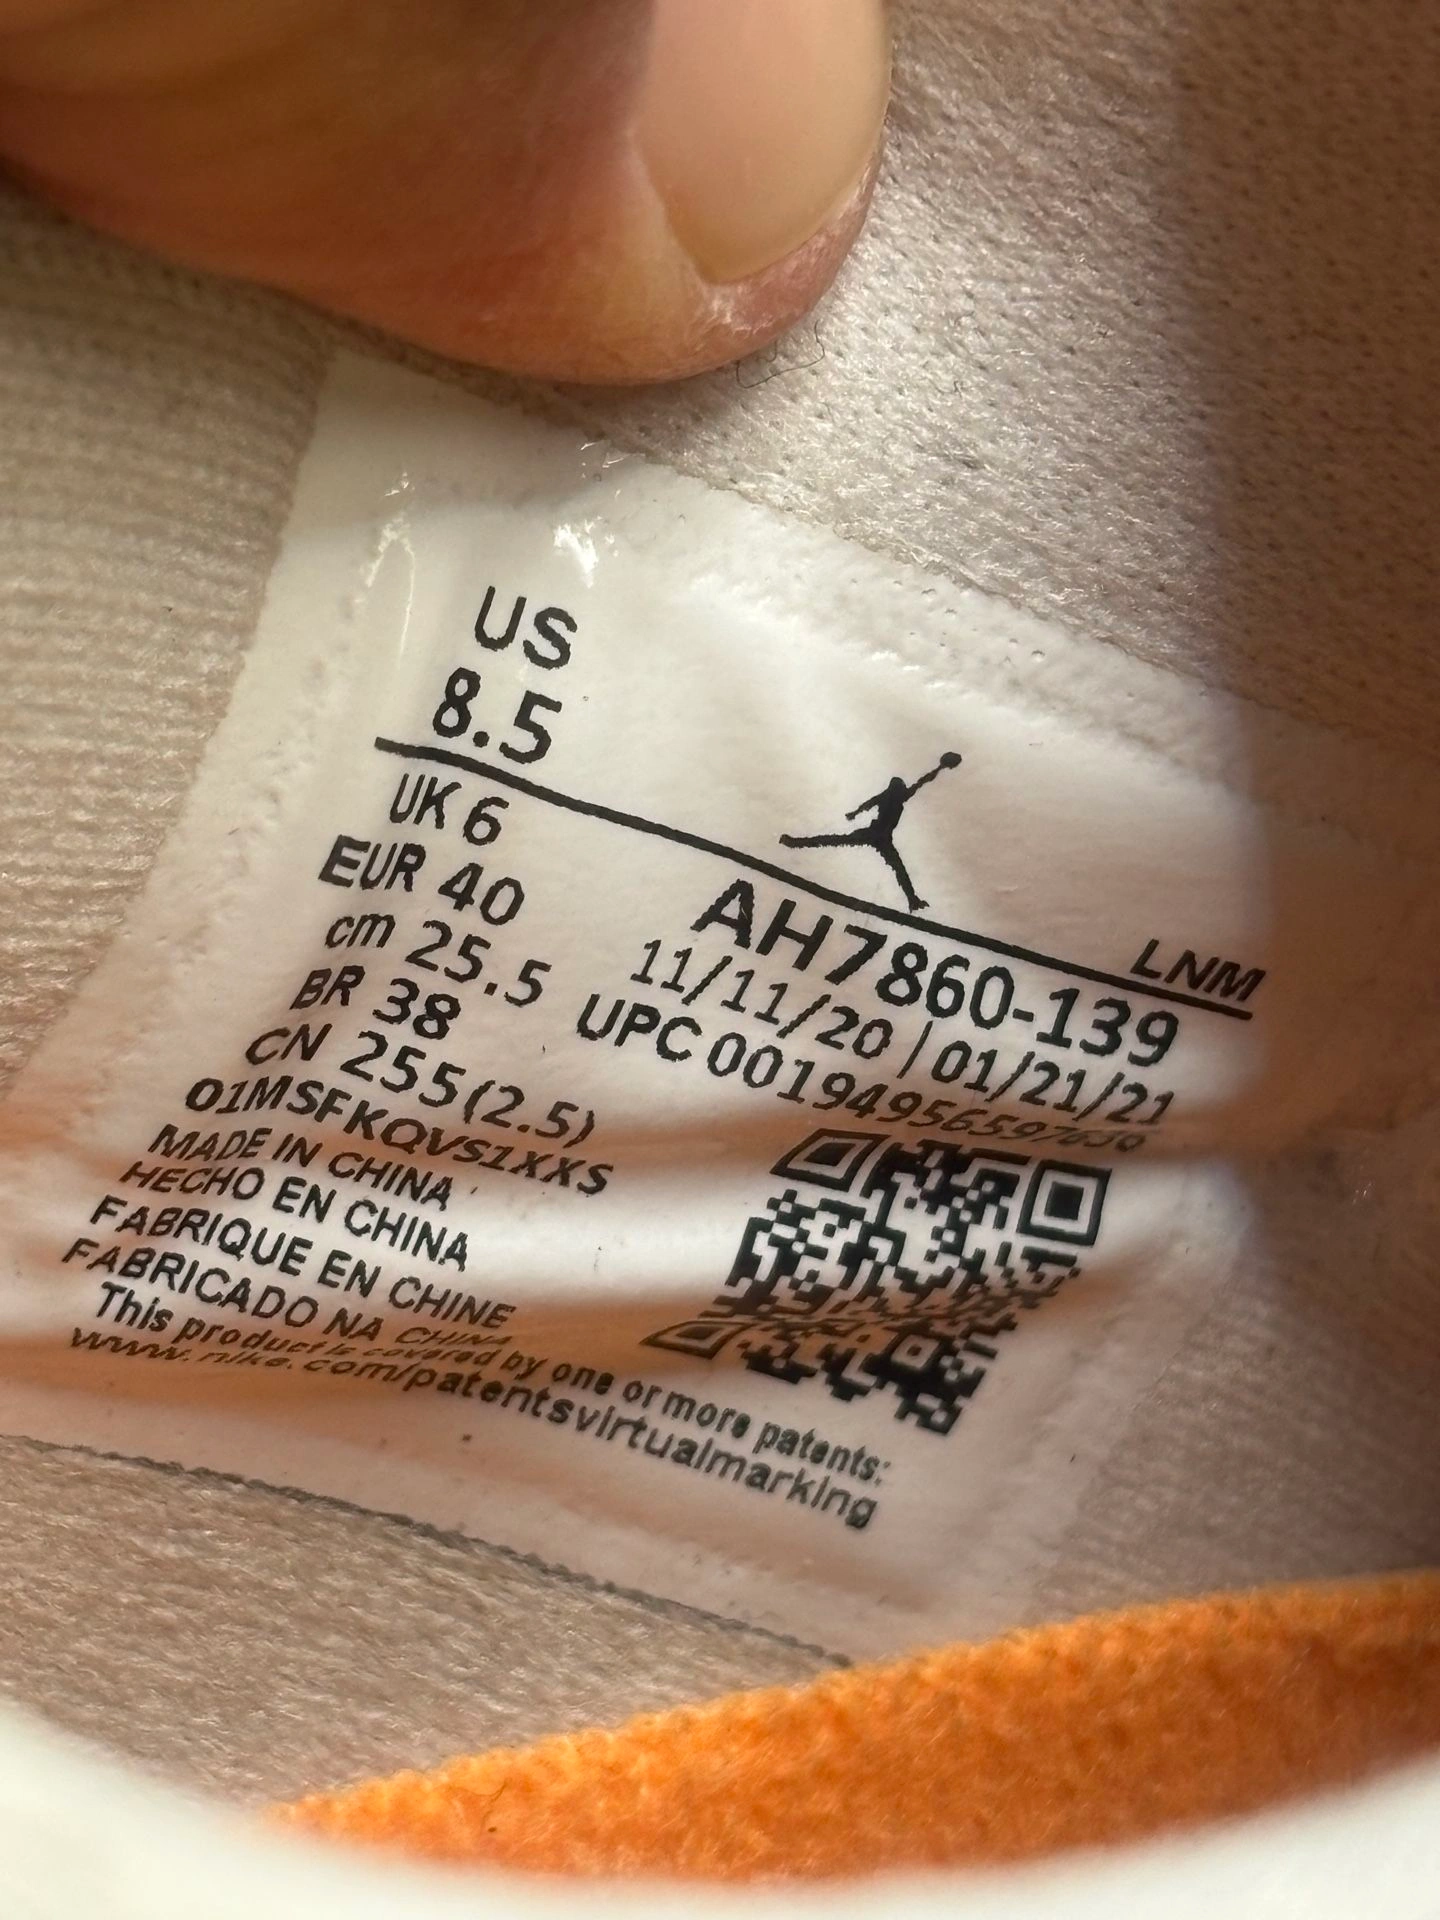 US
8.5
UK 6
EUR 40
cm 25.5
BR 38
CN 255(2.5)
01MSFKQVS1XXS
MADE IN CHINA
HECHO EN CHINA
FABRIQUE EN CHINE
FABRICADO NA CHINA
This product is covered by one or more patents:
www.nike.com/patentsvirtualmarking
LNM
AH7860-139
11/11/20 | 01/21/21
UPC